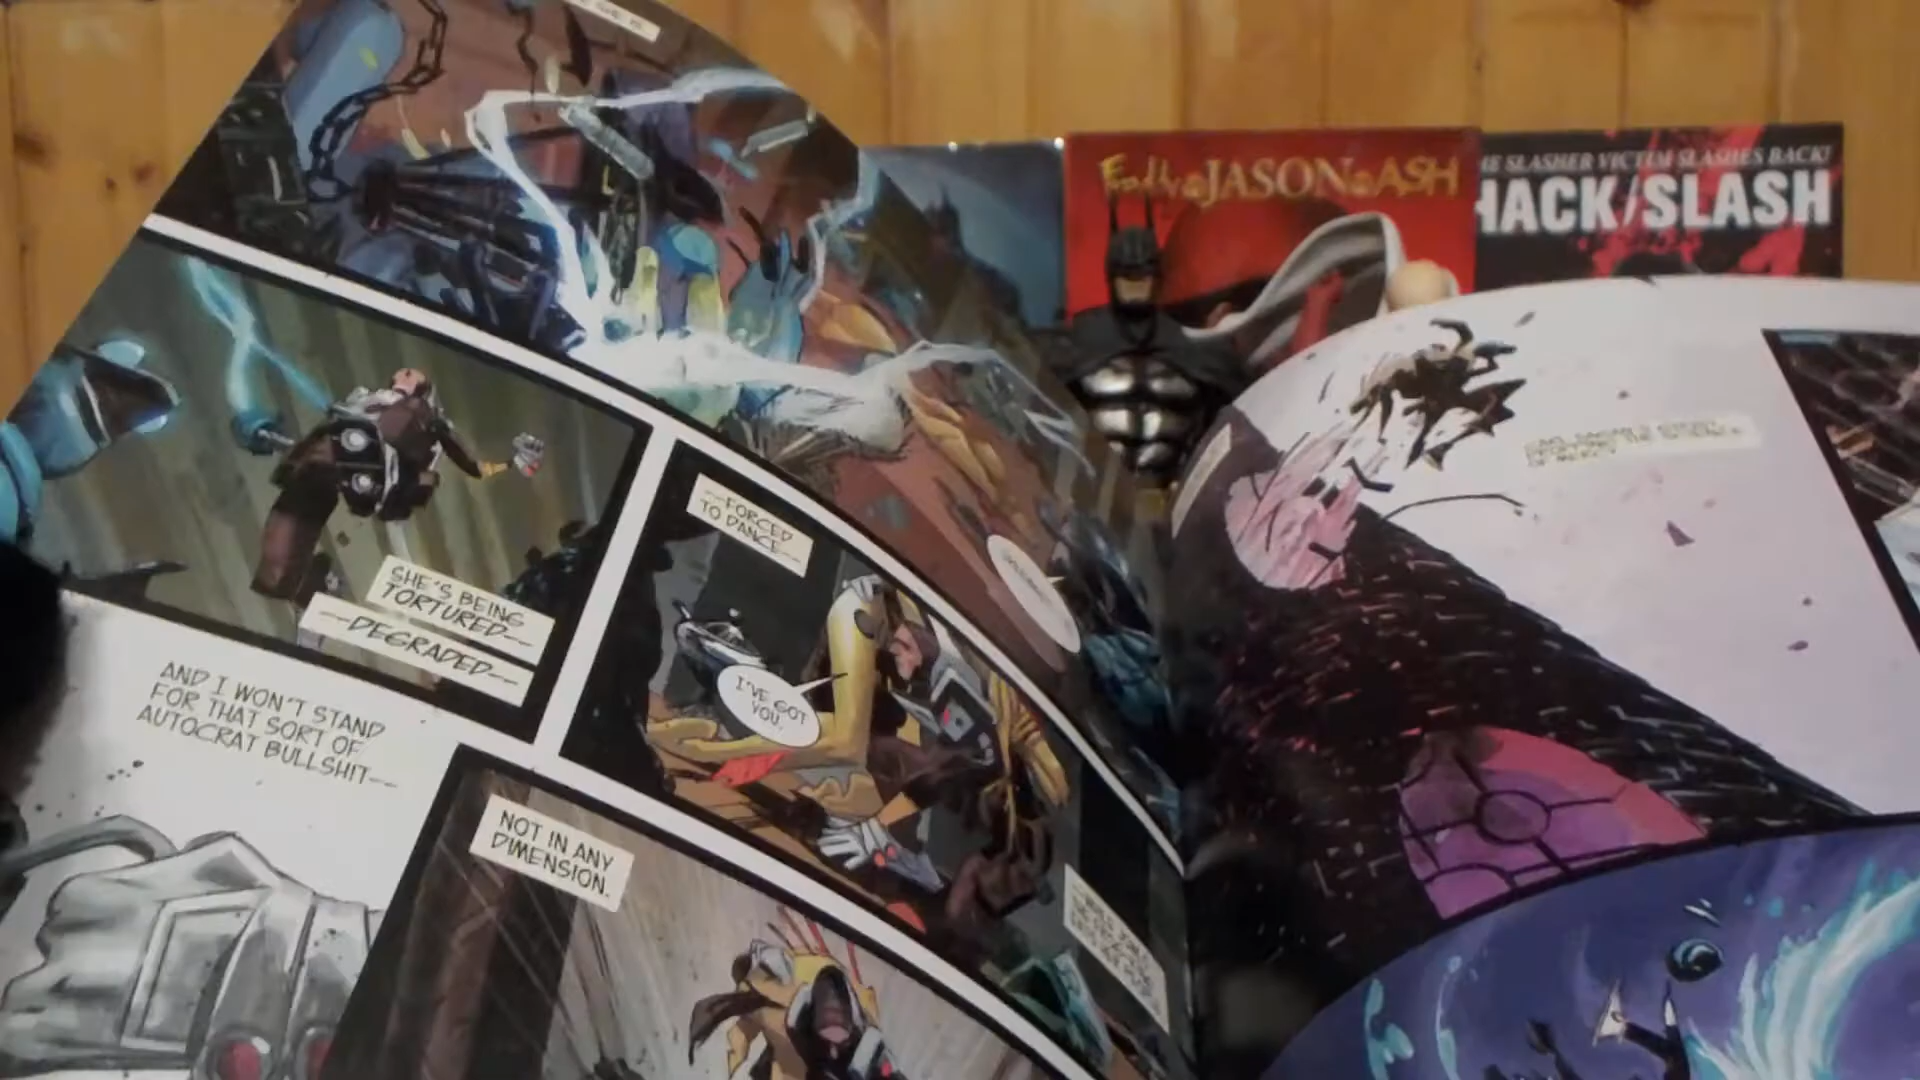 Freddy vs JASON vs ASH
SLASHER VICTIM SLASHES BACK!
HACK/SLASH
--FORCED
TO DANCE--
SHE'S BEING
TORTURED--
--DEGRADED--
I'VE GOT
YOU.
AND I WON'T STAND
FOR THAT SORT OF
AUTOCRAT BULLSHIT--
NOT IN ANY
DIMENSION.